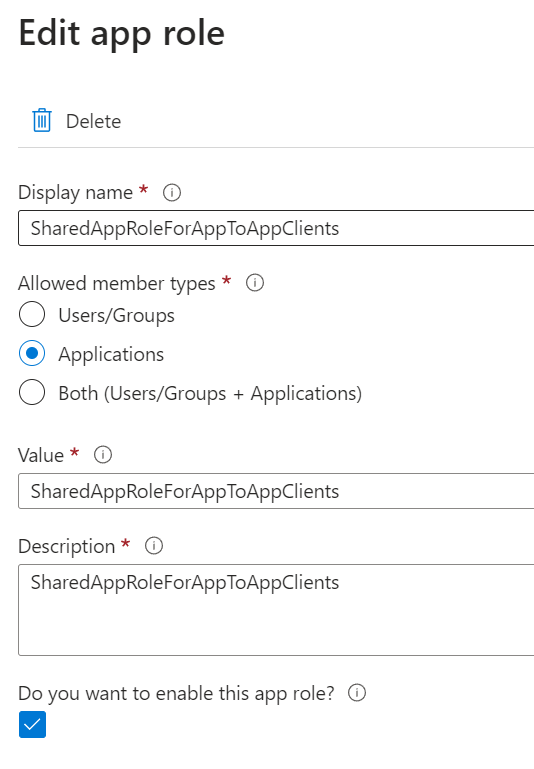 Edit app role
Delete
Display name *
SharedAppRoleForAppToAppClients
Allowed member types *
Users/Groups
Applications
Both (Users/Groups + Applications)
Value *
SharedAppRoleForAppToAppClients
Description *
SharedAppRoleForAppToAppClients
Do you want to enable this app role?